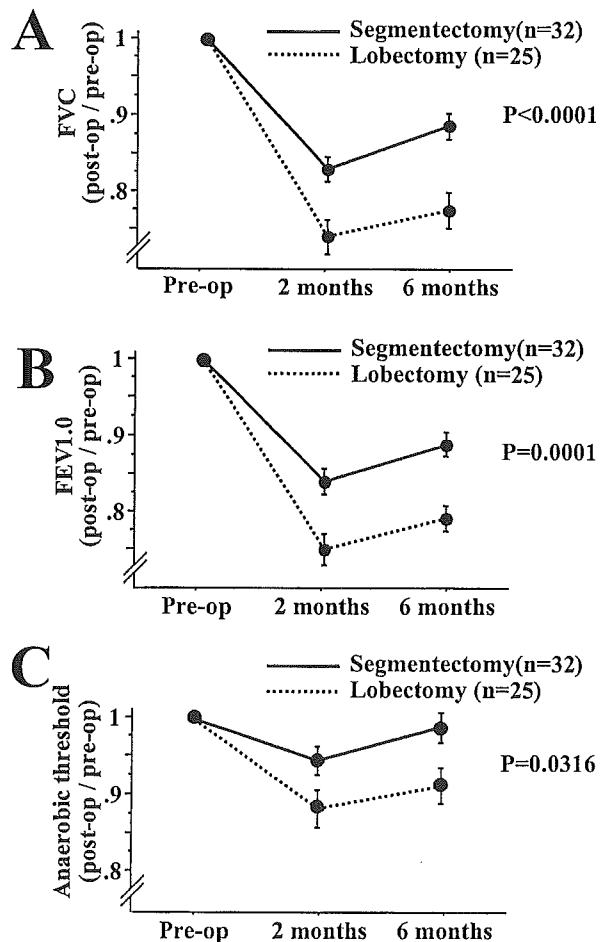 A
FVC
(post-op / pre-op)
1
.9
.8
Segmentectomy(n=32)
Lobectomy (n=25)
P<0.0001
Pre-op 2 months 6 months
B
FEV1.0
(post-op / pre-op)
1
.9
.8
Segmentectomy(n=32)
Lobectomy (n=25)
P=0.0001
Pre-op 2 months 6 months
C
Anaerobic threshold
(post-op / pre-op)
1
.9
.8
Segmentectomy(n=32)
Lobectomy (n=25)
P=0.0316
Pre-op 2 months 6 months